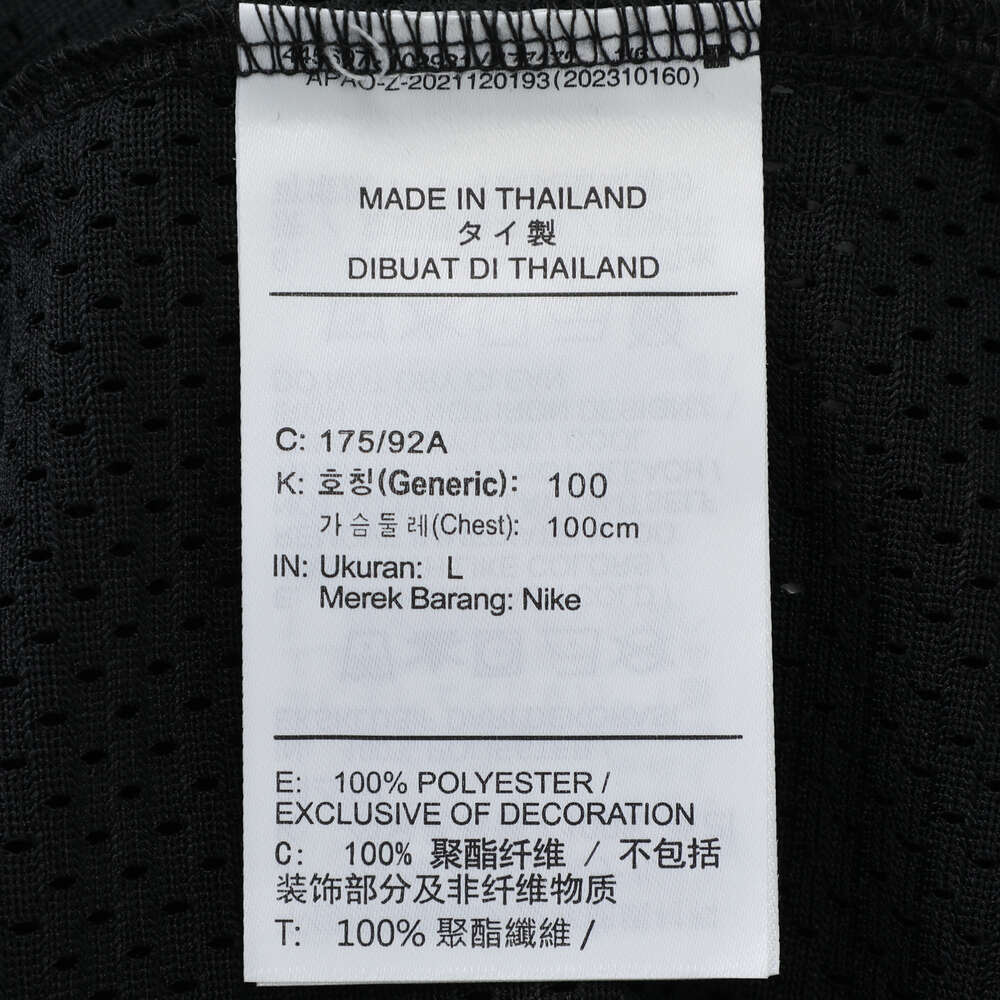 APAO-Z-2021120193(202310160)
MADE IN THAILAND
タイ製
DIBUAT DI THAILAND
C: 175/92A
K: 호칭(Generic): 100
가슴둘레(Chest): 100cm
IN: Ukuran: L
Merek Barang: Nike
E: 100% POLYESTER /
EXCLUSIVE OF DECORATION
C: 100% 聚酯纤维 / 不包括
装饰部分及非纤维物质
T: 100% 聚酯纖維 /